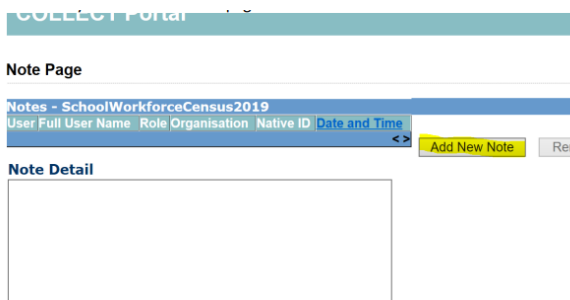 COLLECT Portal
Note Page
Notes - SchoolWorkforceCensus2019
User Full User Name Role Organisation Native ID Date and Time
< >
Add New Note
Note Detail